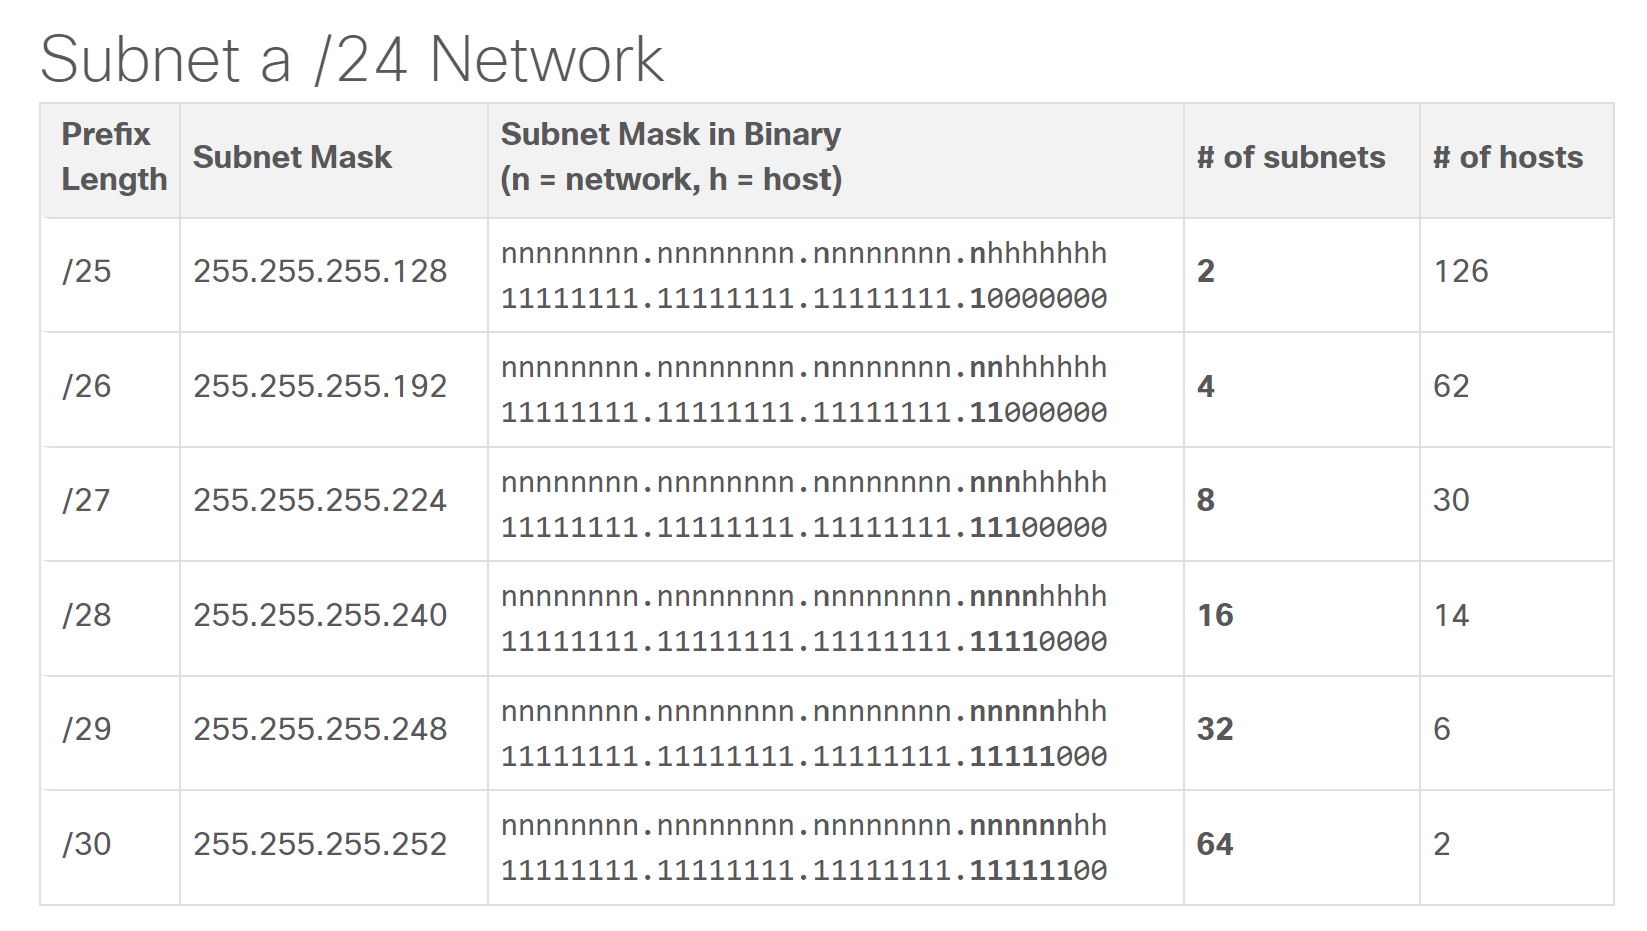 Subnet a /24 Network
Prefix Length
Subnet Mask
Subnet Mask in Binary
(n = network, h = host)
# of subnets
# of hosts
/25
255.255.255.128
nnnnnnnn.nnnnnnnn.nnnnnnnn.nhhhhhhh
11111111.11111111.11111111.10000000
2
126
/26
255.255.255.192
nnnnnnnn.nnnnnnnn.nnnnnnnn.nnhhhhhh
11111111.11111111.11111111.11000000
4
62
/27
255.255.255.224
nnnnnnnn.nnnnnnnn.nnnnnnnn.nnnhhhhh
11111111.11111111.11111111.11100000
8
30
/28
255.255.255.240
nnnnnnnn.nnnnnnnn.nnnnnnnn.nnnnhhhh
11111111.11111111.11111111.11110000
16
14
/29
255.255.255.248
nnnnnnnn.nnnnnnnn.nnnnnnnn.nnnnnhhh
11111111.11111111.11111111.11111000
32
6
/30
255.255.255.252
nnnnnnnn.nnnnnnnn.nnnnnnnn.nnnnnnhh
11111111.11111111.11111111.11111100
64
2